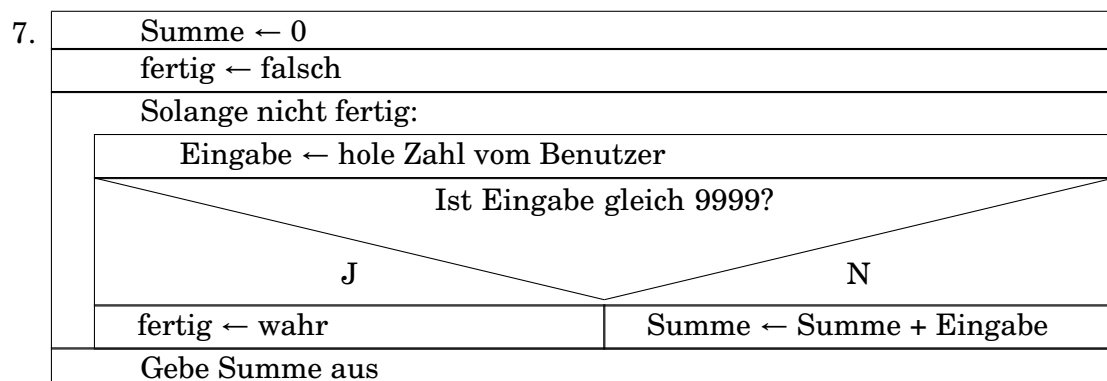 7. Summe ← 0
fertig ← falsch
Solange nicht fertig:
Eingabe ← hole Zahl vom Benutzer
Ist Eingabe gleich 9999?
J N
fertig ← wahr Summe ← Summe + Eingabe
Gebe Summe aus